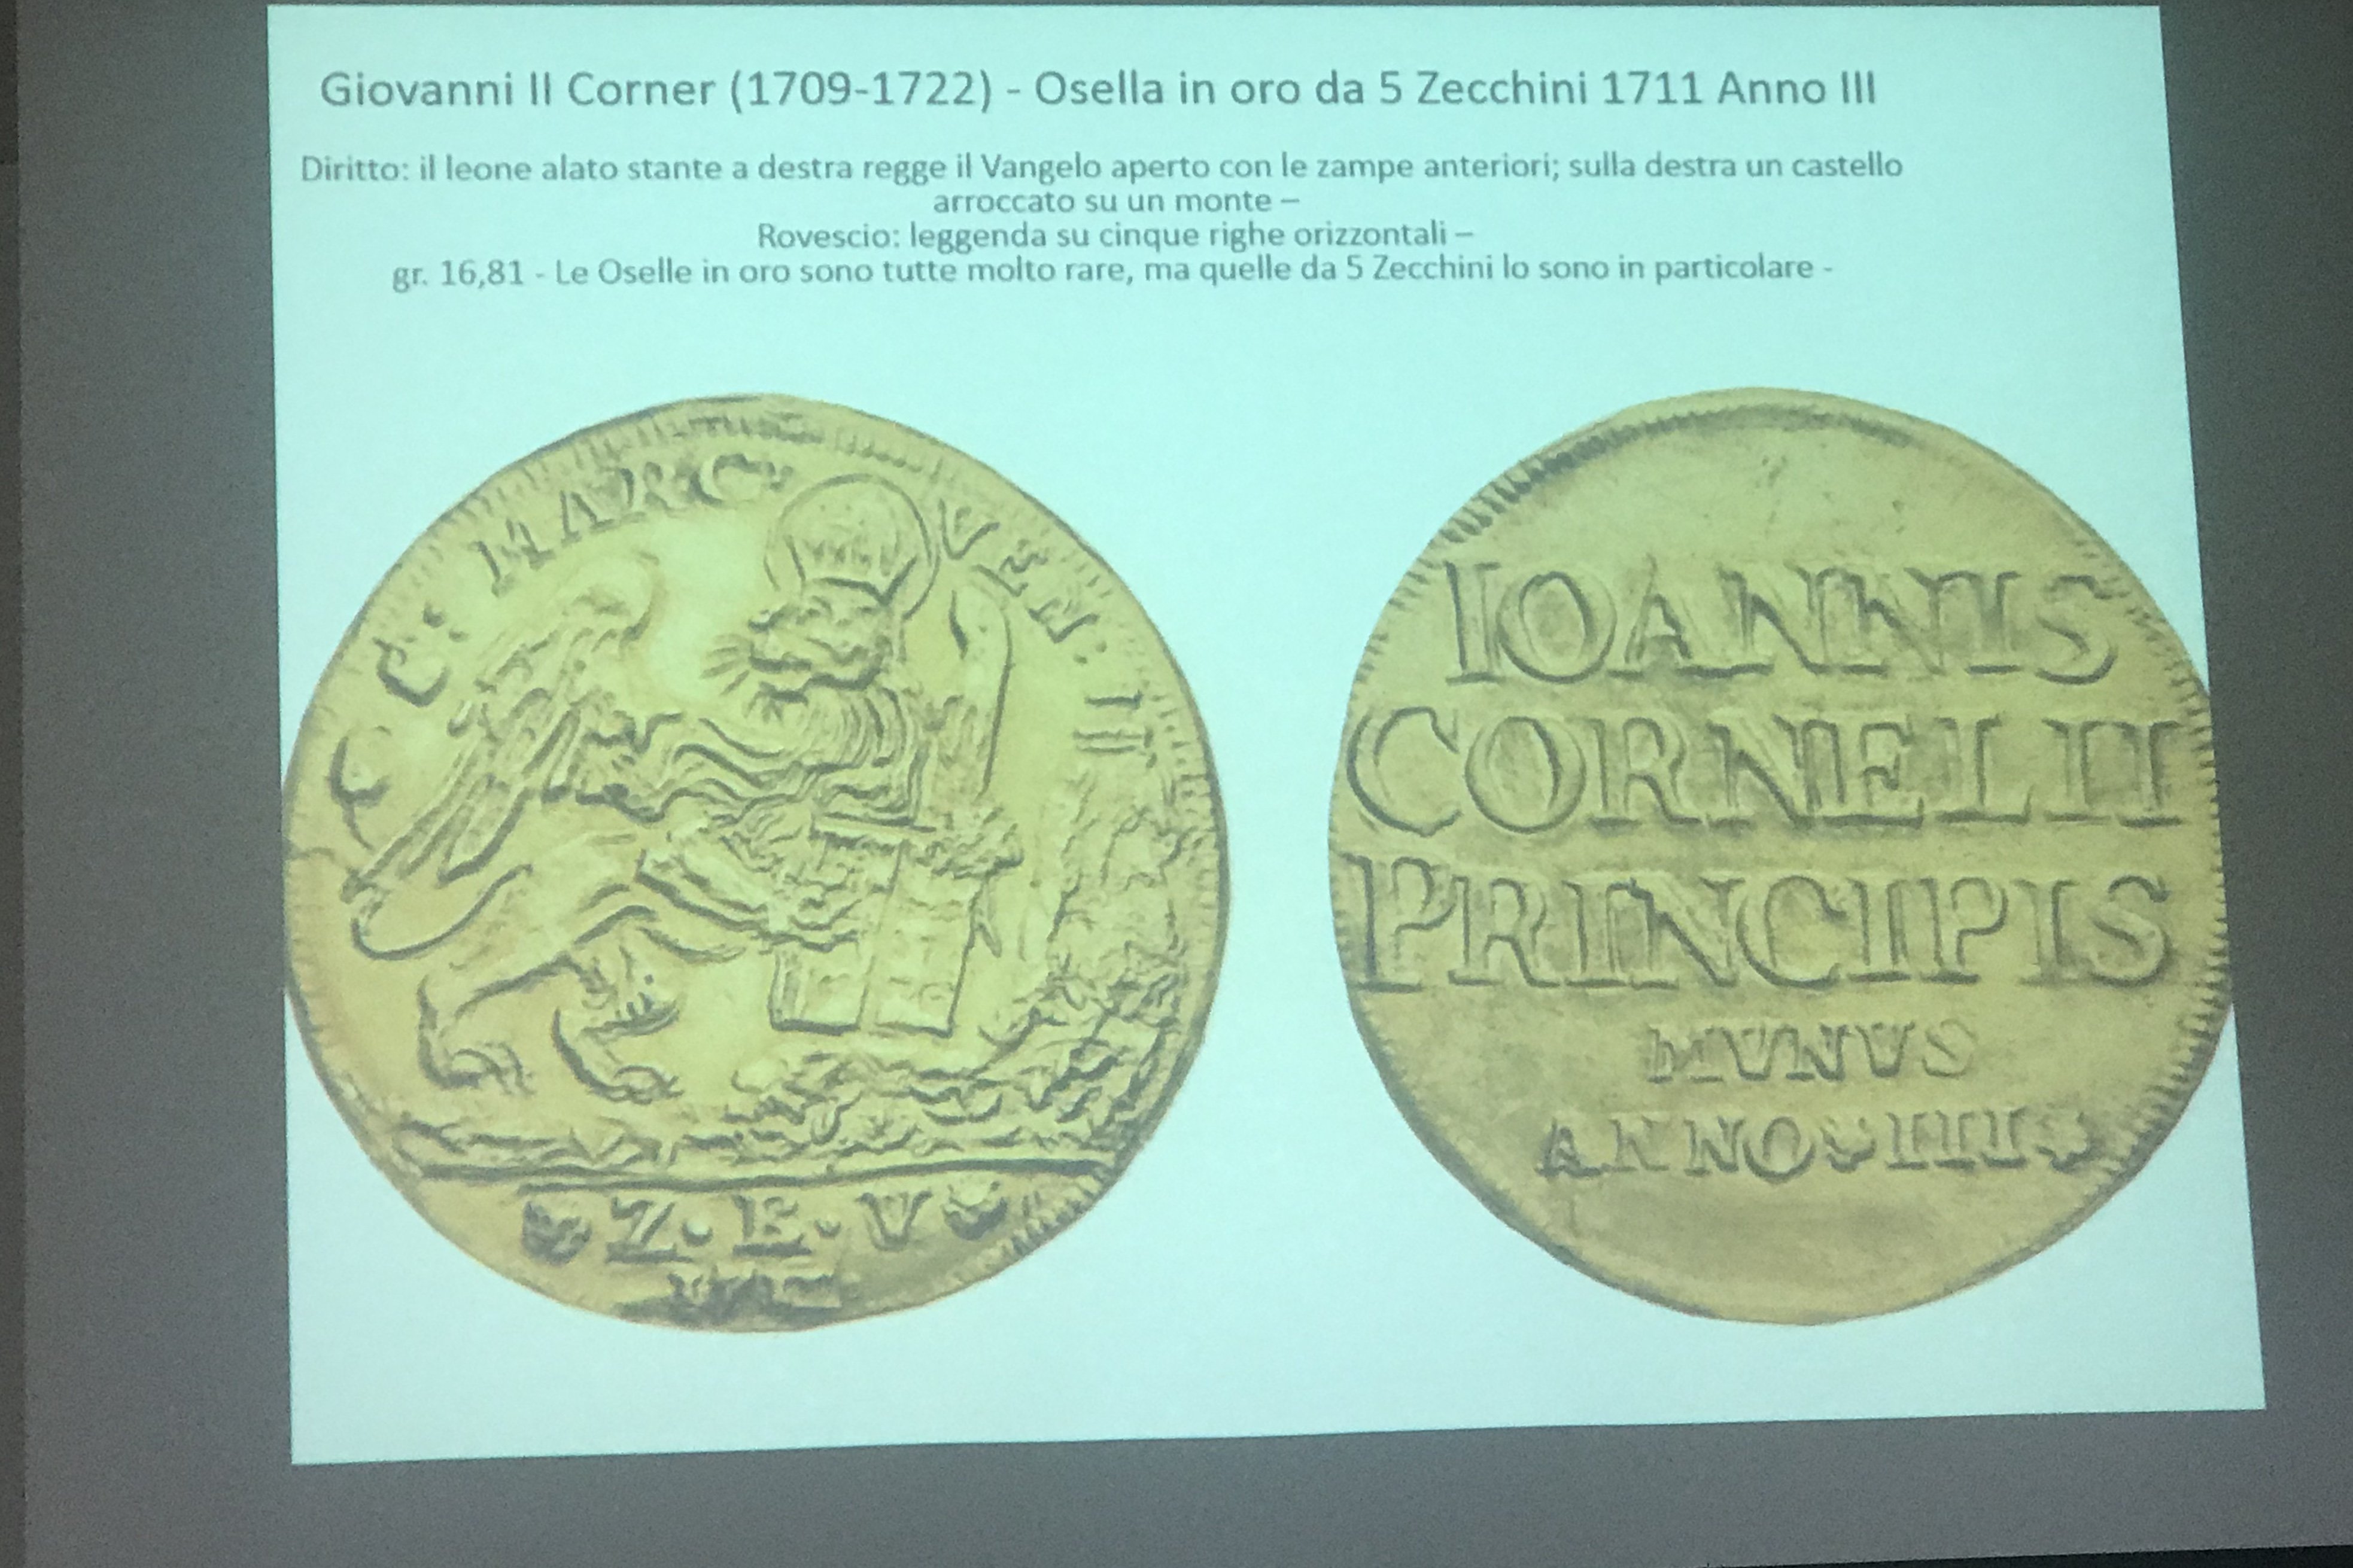 Giovanni II Corner (1709-1722) - Osella in oro da 5 Zecchini 1711 Anno III
Diritto: il leone alato stante a destra regge il Vangelo aperto con le zampe anteriori; sulla destra un castello
arroccato su un monte –
Rovescio: leggenda su cinque righe orizzontali –
gr. 16,81 - Le Oselle in oro sono tutte molto rare, ma quelle da 5 Zecchini lo sono in particolare -
MARC VEN:
Z. E. V
IOANNIS
CORNELII
PRINCIPIS
MVNVS
ANNO III